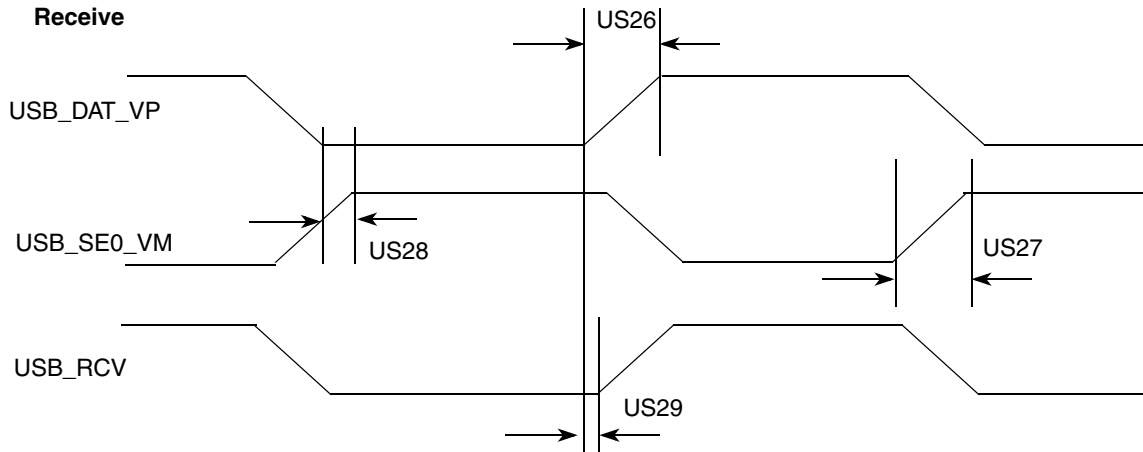 Receive
US26
USB_DAT_VP
USB_SE0_VM
US28
US27
USB_RCV
US29